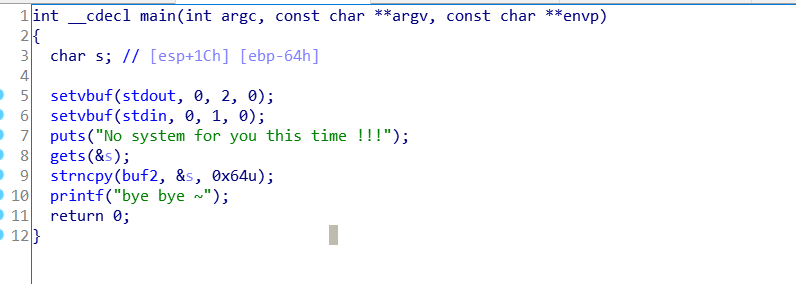 1 int __cdecl main(int argc, const char **argv, const char **envp)
2 {
3   char s; // [esp+1Ch] [ebp-64h]
4
5   setvbuf(stdout, 0, 2, 0);
6   setvbuf(stdin, 0, 1, 0);
7   puts("No system for you this time !!!");
8   gets(&s);
9   strncpy(buf2, &s, 0x64u);
10   printf("bye bye ~");
11   return 0;
12 }